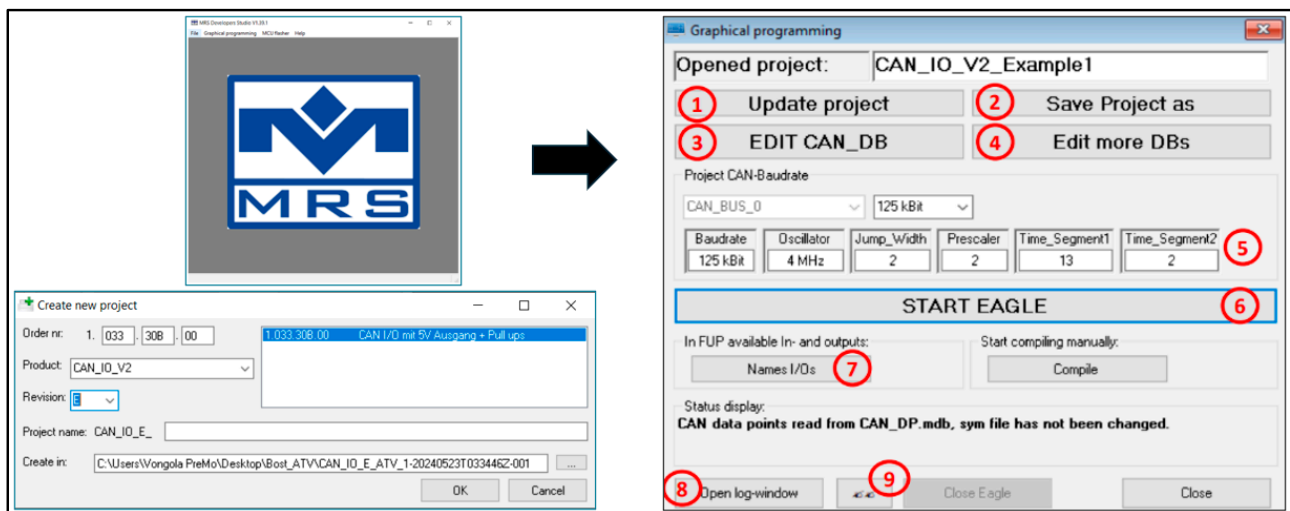 MRS Developers Studio V1.39.1
File Graphical programming MCU flasher Help
MRS
Create new project
Order nr: 1. 033 . 30B . 00
1.033.30B.00 CAN I/O mit 5V Ausgang + Pull ups
Product: CAN_IO_V2
Revision: E
Project name: CAN_IO_E_
Create in: C:\Users\Vongola PreMo\Desktop\Bost_ATV\CAN_IO_E_ATV_1-20240523T033446Z-001 ...
OK Cancel
Graphical programming
Opened project: CAN_IO_V2_Example1
1 Update project 2 Save Project as
3 EDIT CAN_DB 4 Edit more DBs
Project CAN-Baudrate
CAN_BUS_0 125 kBit
Baudrate Oscillator Jump_Width Prescaler Time_Segment1 Time_Segment2
125 kBit 4 MHz 2 2 13 2 5
START EAGLE 6
In FUP available In- and outputs: Start compiling manually:
Names I/Os 7 Compile
Status display:
CAN data points read from CAN_DP.mdb, sym file has not been changed.
8 Open log-window 9 Close Eagle Close